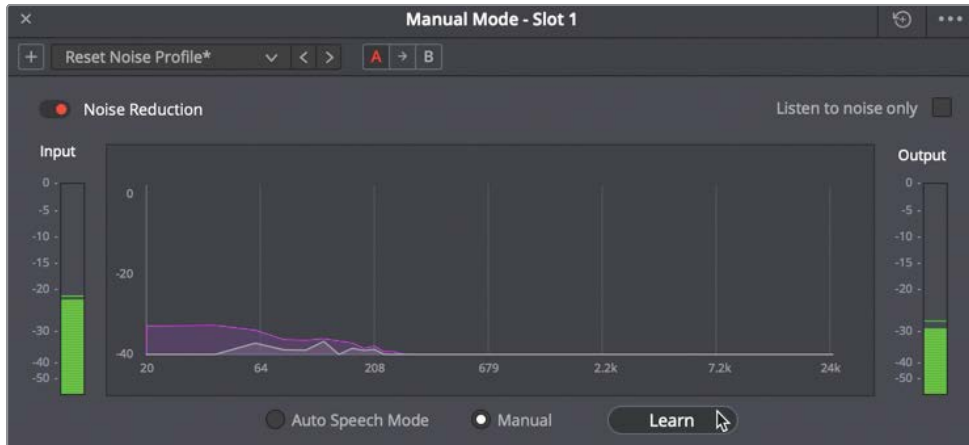 Manual Mode - Slot 1
Reset Noise Profile*
A
B
Noise Reduction
Listen to noise only
Input
Output
0
-5
-10
-15
-20
-30
-40
-50
0
-20
-40
20
64
208
679
2.2k
7.2k
24k
0
-5
-10
-15
-20
-30
-40
-50
Auto Speech Mode
Manual
Learn